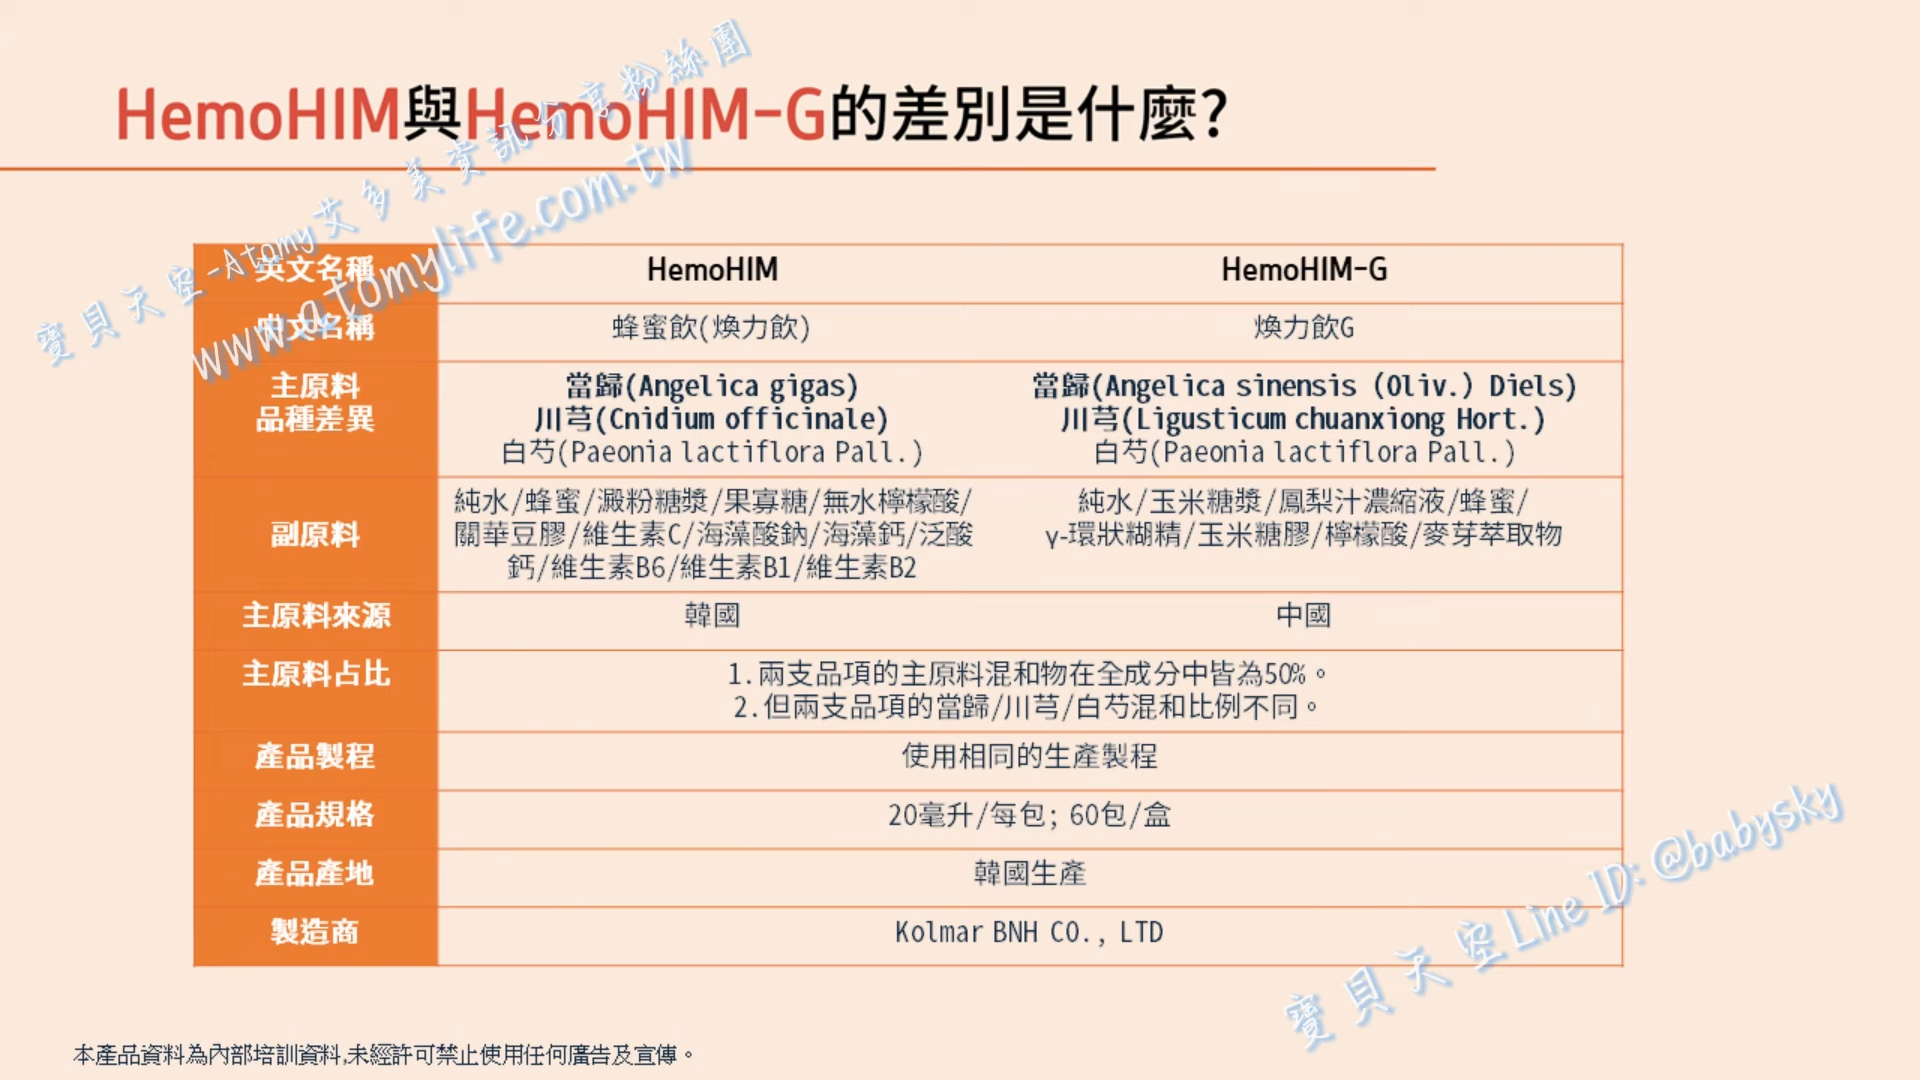 HemoHIM與HemoHIM-G的差別是什麼?
寶貝天空-Atomy艾多美資訊分享粉絲團
www.atomylife.com.tw
英文名稱 HemoHIM HemoHIM-G
中文名稱 蜂蜜飲(煥力飲) 煥力飲G
主原料
品種差異
當歸(Angelica gigas)
川芎(Cnidium officinale)
白芍(Paeonia lactiflora Pall.)
當歸(Angelica sinensis (Oliv.) Diels)
川芎(Ligusticum chuanxiong Hort.)
白芍(Paeonia lactiflora Pall.)
副原料
純水/蜂蜜/澱粉糖漿/果寡糖/無水檸檬酸/
關華豆膠/維生素C/海藻酸鈉/海藻鈣/泛酸
鈣/維生素B6/維生素B1/維生素B2
純水/玉米糖漿/鳳梨汁濃縮液/蜂蜜/
γ-環狀糊精/玉米糖膠/檸檬酸/麥芽萃取物
主原料來源 韓國 中國
主原料占比
1.兩支品項的主原料混和物在全成分中皆為50%。
2.但兩支品項的當歸/川芎/白芍混和比例不同。
產品製程 使用相同的生產製程
產品規格 20毫升/每包; 60包/盒
產品產地 韓國生產
製造商 Kolmar BNH CO., LTD
寶貝天空 Line ID: @babysky
本產品資料為內部培訓資料,未經許可禁止使用任何廣告及宣傳。